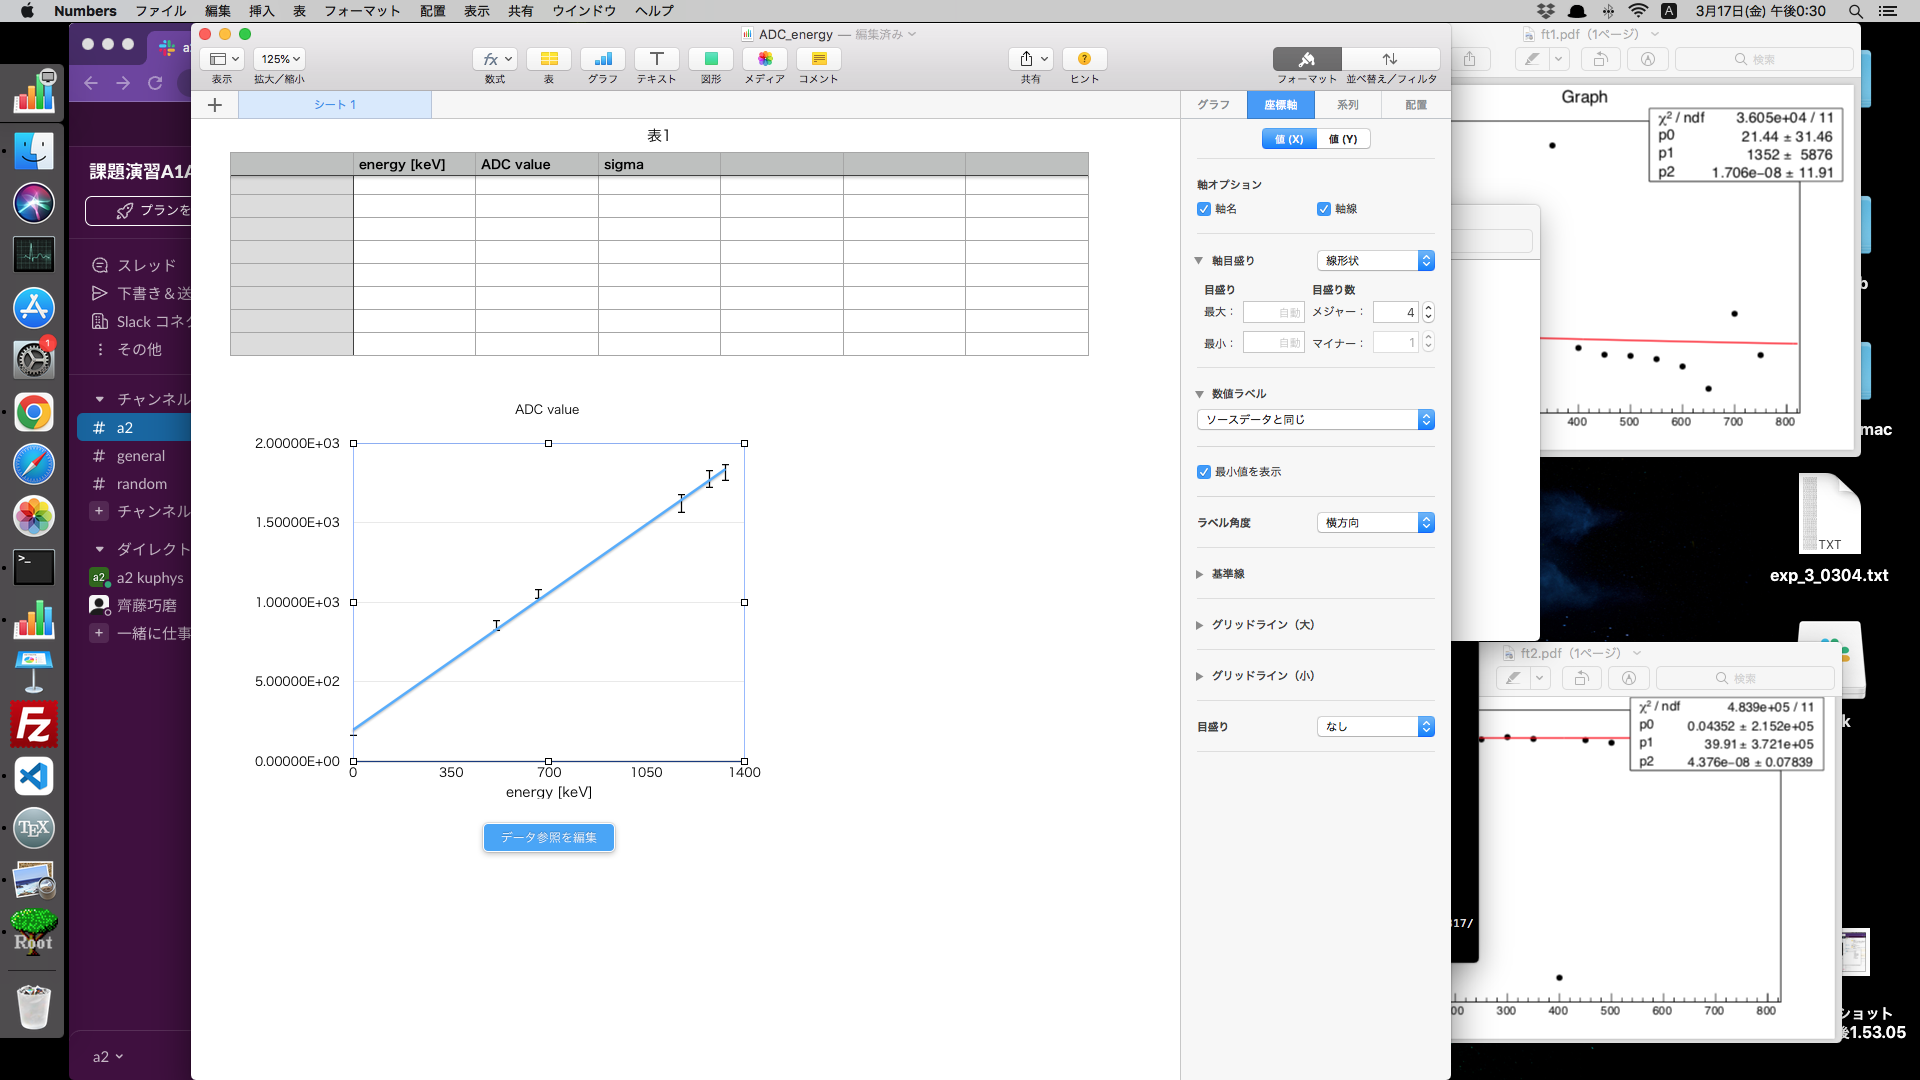 Numbers ファイル 編集 挿入 表 フォーマット 配置 表示 共有 ウインドウ ヘルプ
A 3月17日(金) 午後0:30
ADC_energy — 編集済み
125%
表示 拡大／縮小 数式 表 グラフ テキスト 図形 メディア コメント 共有 ヒント フォーマット 並べ替え／フィルタ
シート 1
グラフ 座標軸 系列 配置
値 (X) 値 (Y)
軸オプション
軸名 軸線
軸目盛り 線形状
目盛り 目盛り数
最大： 自動 メジャー： 4
最小： 自動 マイナー： 1
数値ラベル
ソースデータと同じ
最小値を表示
ラベル角度 横方向
基準線
グリッドライン（大）
グリッドライン（小）
目盛り なし
表1
energy [keV] ADC value sigma
ADC value
2.00000E+03
1.50000E+03
1.00000E+03
5.00000E+02
0.00000E+00
0 350 700 1050 1400
energy [keV]
データ参照を編集
課題演習A1A
プランを
スレッド
下書き＆送
Slack コネク
その他
チャンネル
# a2
# general
# random
+ チャンネル
ダイレクト
a2 a2 kuphys
齊藤巧磨
+ 一緒に仕事
a2
1
Fz
TEX
Root
ft1.pdf（1ページ）
検索
Graph
χ² / ndf 3.605e+04 / 11
p0 21.44 ± 31.46
p1 1352 ± 5876
p2 1.706e−08 ± 11.91
400 500 600 700 800
b
mac
TXT
exp_3_0304.txt
ft2.pdf（1ページ）
検索
k
χ² / ndf 4.839e+05 / 11
p0 0.04352 ± 2.152e+05
p1 39.91 ± 3.721e+05
p2 4.376e−08 ± 0.07839
17/
00 300 400 500 600 700 800
ショット
後1.53.05